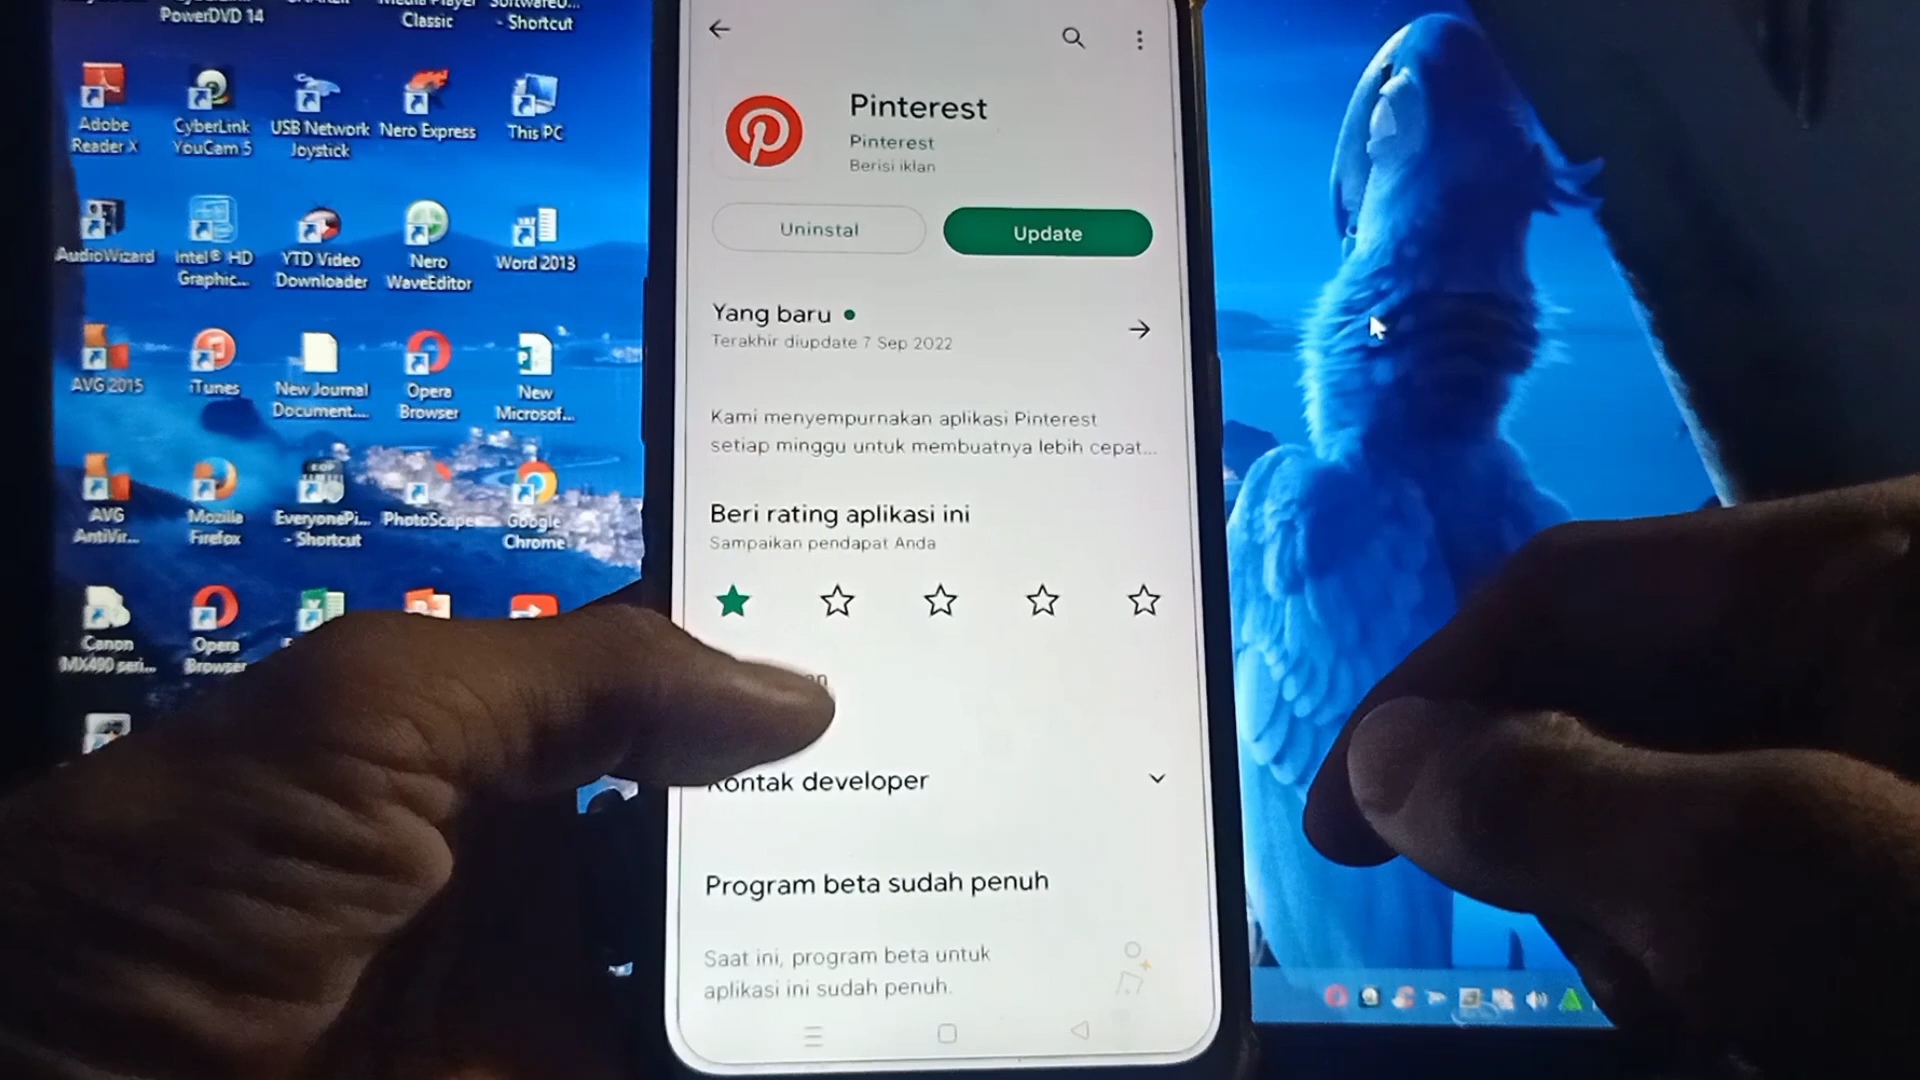 PowerDVD 14
Media Player
Classic
Software0...
- Shortcut
Adobe
Reader X
CyberLink
YouCam 5
USB Network
Joystick
Nero Express
This PC
AudioWizard
Intel® HD
Graphic...
YTD Video
Downloader
Nero
WaveEditor
Word 2013
AVG 2015
iTunes
New Journal
Document....
Opera
Browser
New
Microsof...
AVG
AntiVir...
Mozilla
Firefox
EveryonePi...
- Shortcut
PhotoScape
Google
Chrome
Canon
MX490 seri...
Opera
Browser
Pinterest
Pinterest
Berisi iklan
Uninstal
Update
Yang baru
Terakhir diupdate 7 Sep 2022
Kami menyempurnakan aplikasi Pinterest
setiap minggu untuk membuatnya lebih cepat...
Beri rating aplikasi ini
Sampaikan pendapat Anda
Kontak developer
Program beta sudah penuh
Saat ini, program beta untuk
aplikasi ini sudah penuh.